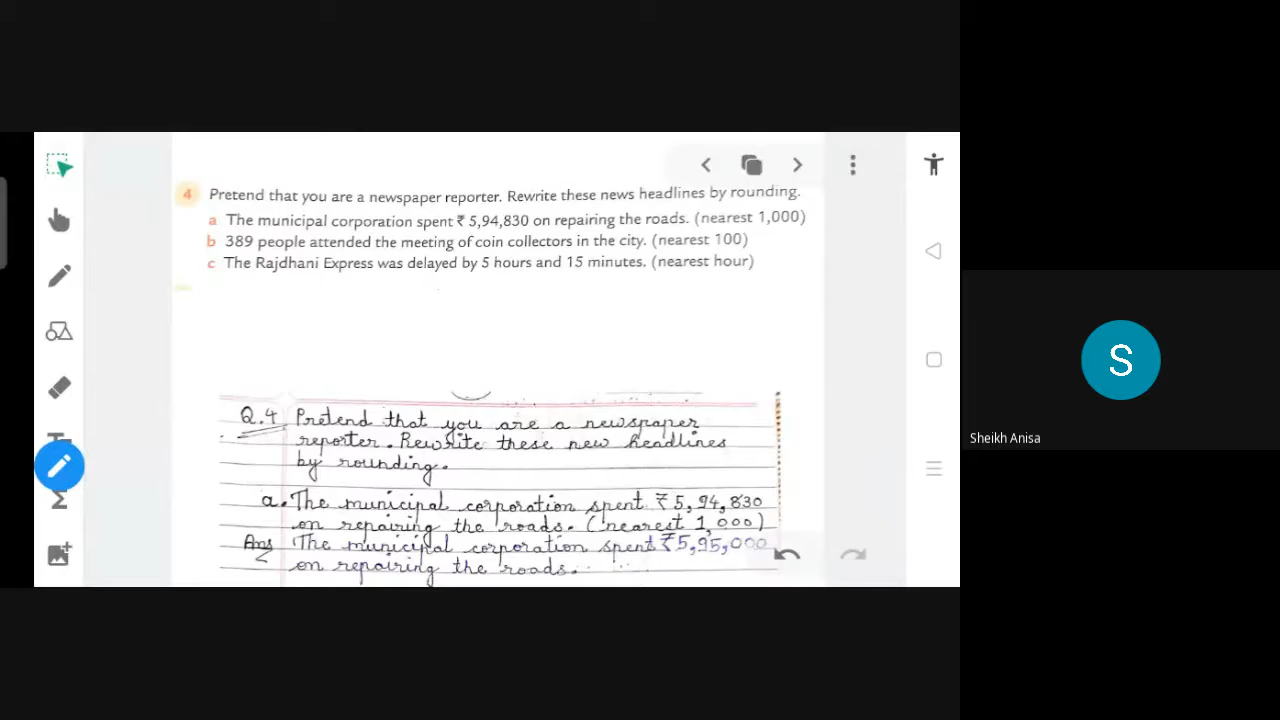 4 Pretend that you are a newspaper reporter. Rewrite these news headlines by rounding.
a The municipal corporation spent ₹ 5,94,830 on repairing the roads. (nearest 1,000)
b 389 people attended the meeting of coin collectors in the city. (nearest 100)
c The Rajdhani Express was delayed by 5 hours and 15 minutes. (nearest hour)
Q.4 Pretend that you are a newspaper
reporter. Rewrite these new headlines
by rounding.
a. The municipal corporation spent ₹5,94,830
on repairing the roads. (nearest 1,000)
Ans The municipal corporation spent ₹5,95,000
on repairing the roads.
S
Sheikh Anisa